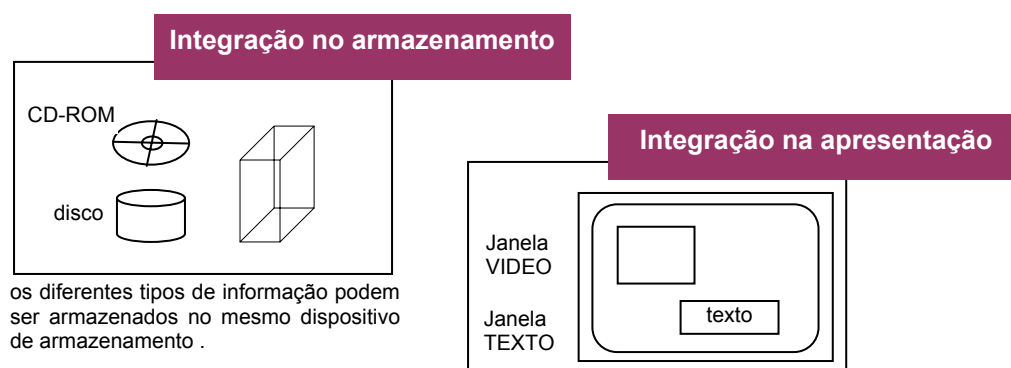 Integração no armazenamento
CD-ROM
disco
os diferentes tipos de informação podem
ser armazenados no mesmo dispositivo
de armazenamento .
Integração na apresentação
Janela
VIDEO
Janela
TEXTO
texto